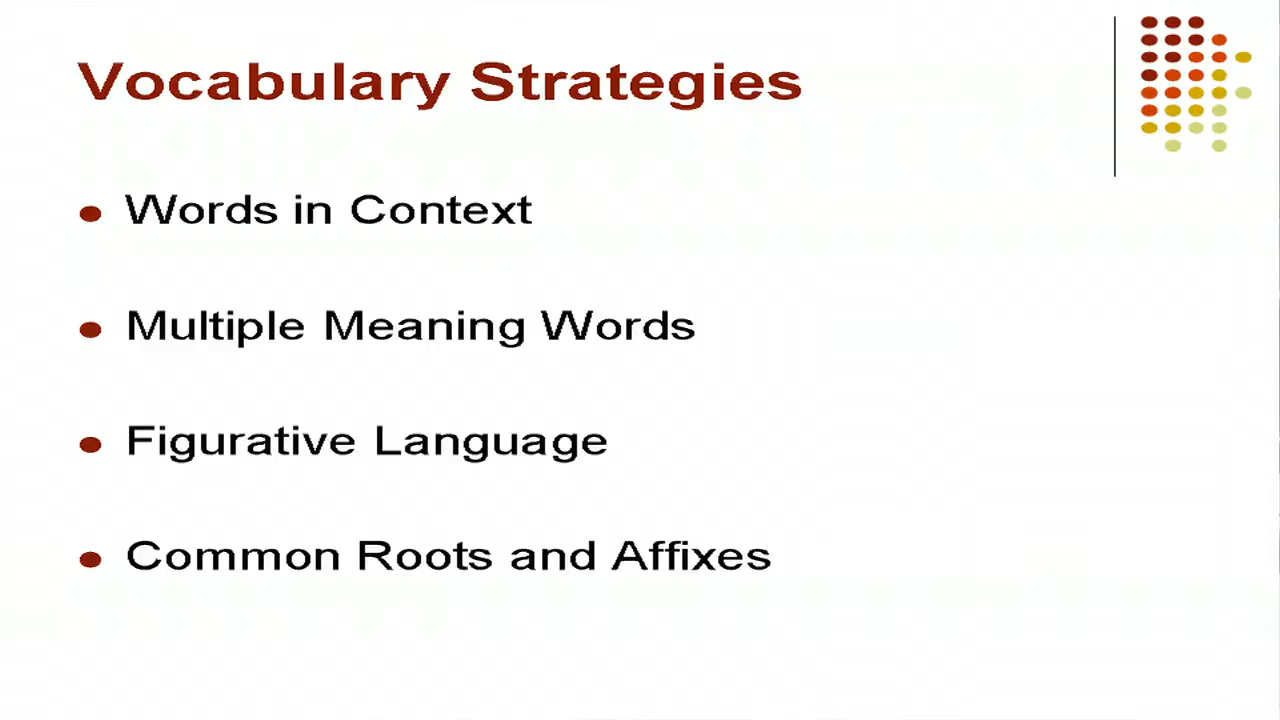 Vocabulary Strategies
Words in Context
Multiple Meaning Words
Figurative Language
Common Roots and Affixes